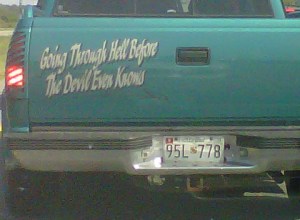 Going Through Hell Before
The Devil Even Knows
95L 778